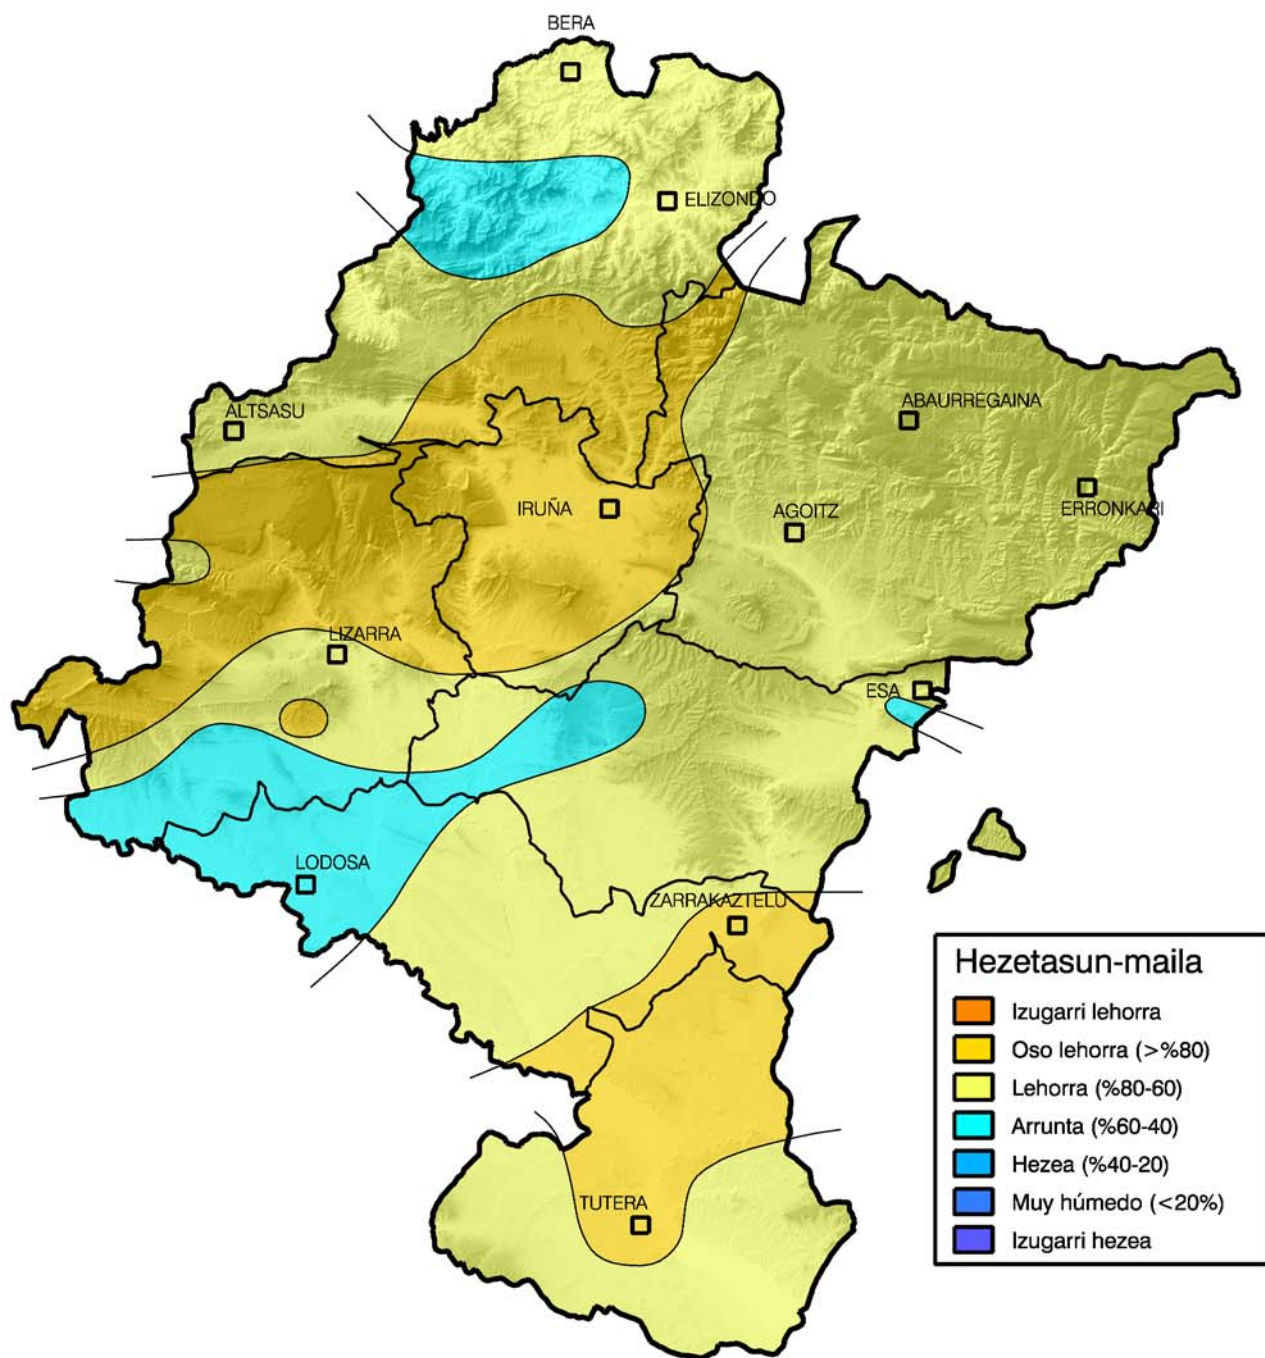 BERA
ELIZONDO
ALTSASU
ABAURREGAINA
IRUÑA
AGOITZ
ERRONKARI
LIZARRA
ESA
LODOSA
ZARRAKAZTELU
TUTERA
Hezetasun-maila
Izugarri lehorra
Oso lehorra (>%80)
Lehorra (%80-60)
Arrunta (%60-40)
Hezea (%40-20)
Muy húmedo (<20%)
Izugarri hezea